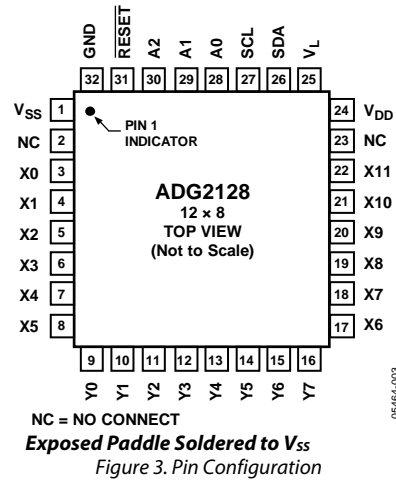 GND
RESET
A2
A1
A0
SCL
SDA
VL
32 31 30 29 28 27 26 25
VSS 1
NC 2
X0 3
X1 4
X2 5
X3 6
X4 7
X5 8
PIN 1
INDICATOR
ADG2128
12 × 8
TOP VIEW
(Not to Scale)
24 VDD
23 NC
22 X11
21 X10
20 X9
19 X8
18 X7
17 X6
9 10 11 12 13 14 15 16
Y0
Y1
Y2
Y3
Y4
Y5
Y6
Y7
05464-003
NC = NO CONNECT
Exposed Paddle Soldered to VSS
Figure 3. Pin Configuration